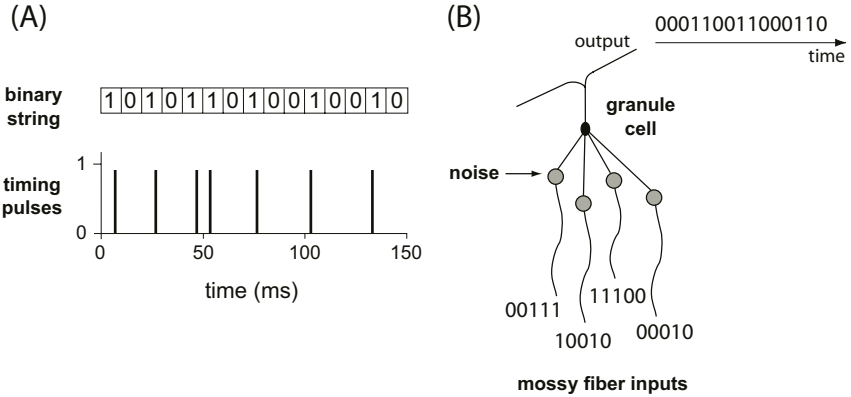 (A)
binary
string
1 0 1 0 1 1 0 1 0 0 1 0 0 1 0
timing
pulses
1
0
0 50 100 150
time (ms)
(B)
000110011000110
output
time
granule
cell
noise
00111
10010
11100
00010
mossy fiber inputs